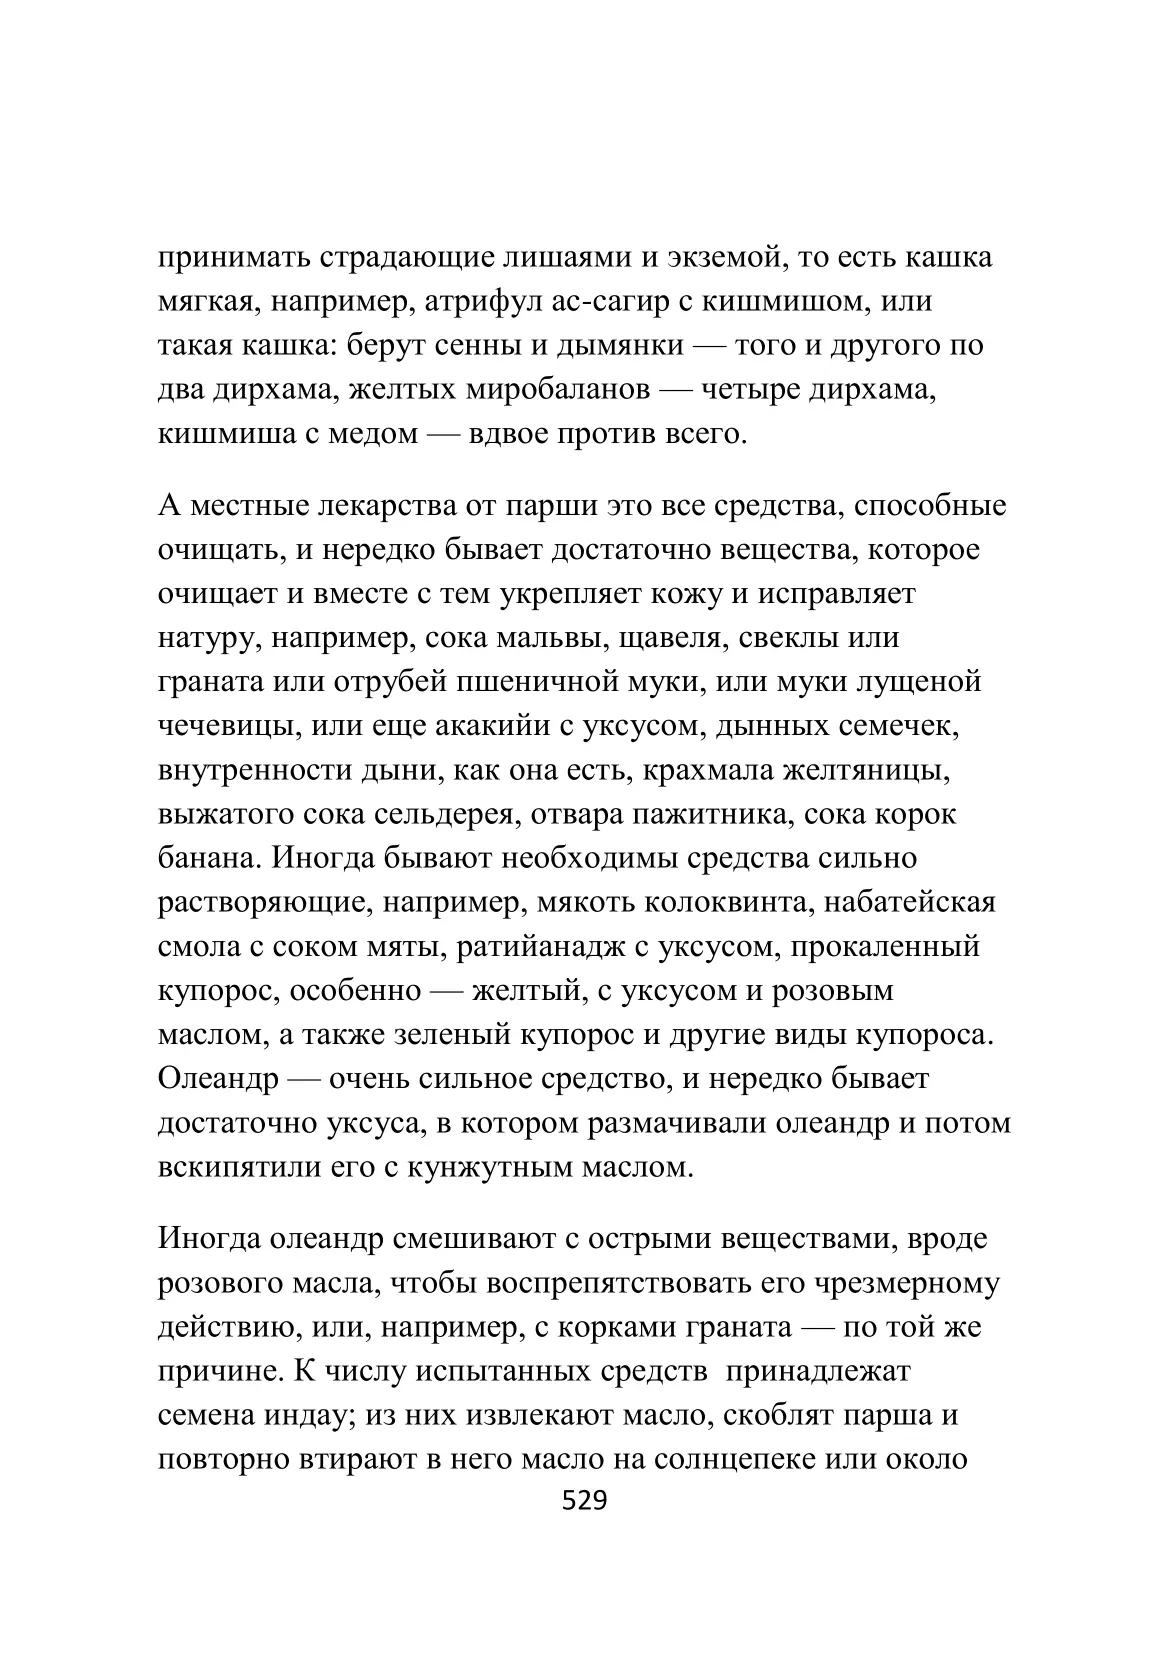 принимать страдающие лишаями и экземой, то есть кашка
мягкая, например, атрифул ас-сагир с кишмишом, или
такая кашка: берут сенны и дымянки — того и другого по
два дирхама, желтых миробаланов — четыре дирхама,
кишмиша с медом — вдвое против всего.
А местные лекарства от парши это все средства, способные
очищать, и нередко бывает достаточно вещества, которое
очищает и вместе с тем укрепляет кожу и исправляет
натуру, например, сока мальвы, щавеля, свеклы или
граната или отрубей пшеничной муки, или муки лущеной
чечевицы, или еще акакийи с уксусом, дынных семечек,
внутренности дыни, как она есть, крахмала желтяницы,
выжатого сока сельдерея, отвара пажитника, сока корок
банана. Иногда бывают необходимы средства сильно
растворяющие, например, мякоть колоквинта, набатейская
смола с соком мяты, ратийанадж с уксусом, прокаленный
купорос, особенно — желтый, с уксусом и розовым
маслом, а также зеленый купорос и другие виды купороса.
Олеандр — очень сильное средство, и нередко бывает
достаточно уксуса, в котором размачивали олеандр и потом
вскипятили его с кунжутным маслом.
Иногда олеандр смешивают с острыми веществами, вроде
розового масла, чтобы воспрепятствовать его чрезмерному
действию, или, например, с корками граната — по той же
причине. К числу испытанных средств  принадлежат
семена индау; из них извлекают масло, скоблят парша и
повторно втирают в него масло на солнцепеке или около
529